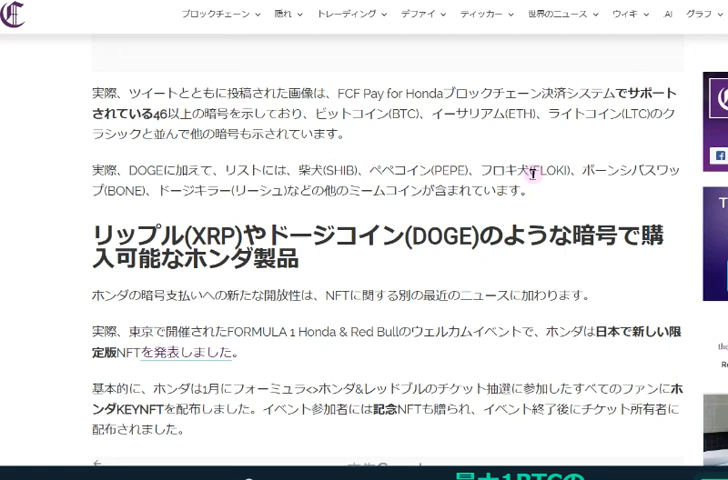 ブロックチェーン 隠れ トレーディング デファイ ティッカー 世界のニュース ウィキ AI グラフ
実際、ツイートとともに投稿された画像は、FCF Pay for Hondaブロックチェーン決済システムでサポート
されている46以上の暗号を示しており、ビットコイン(BTC)、イーサリアム(ETH)、ライトコイン(LTC)のク
ラシックと並んで他の暗号も示されています。
実際、DOGEに加えて、リストには、柴犬(SHIB)、ペペコイン(PEPE)、フロキ犬(FLOKI)、ボーンシバスワッ
プ(BONE)、ドージキラー(リーシュ)などの他のミームコインが含まれています。
リップル(XRP)やドージコイン(DOGE)のような暗号で購
入可能なホンダ製品
ホンダの暗号支払いへの新たな開放性は、NFTに関する別の最近のニュースに加わります。
実際、東京で開催されたFORMULA 1 Honda & Red Bullのウェルカムイベントで、ホンダは日本で新しい限
定版NFTを発表しました。
基本的に、ホンダは1月にフォーミュラ<>ホンダ&レッドブルのチケット抽選に参加したすべてのファンにホ
ンダKEYNFTを配布しました。イベント参加者には記念NFTも贈られ、イベント終了後にチケット所有者に
配布されました。
最大1BTCの